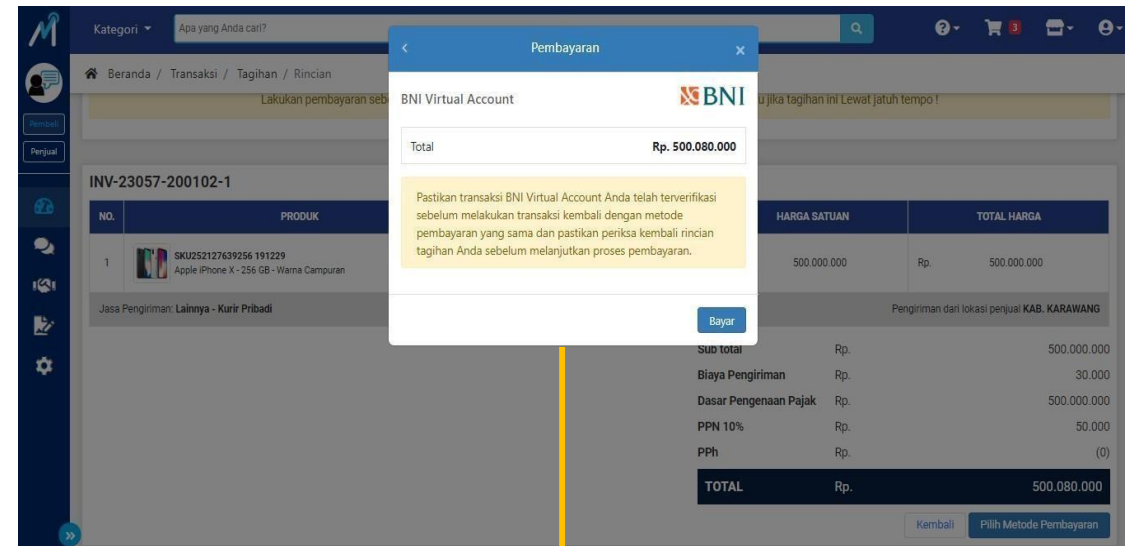 Kategori
Apa yang Anda cari?
3
Beranda / Transaksi / Tagihan / Rincian
Lakukan pembayaran seb
u jika tagihan ini Lewat jatuh tempo !
Pembeli
Penjual
Pembayaran
BNI Virtual Account
BNI
Total Rp. 500.080.000
Pastikan transaksi BNI Virtual Account Anda telah terverifikasi
sebelum melakukan transaksi kembali dengan metode
pembayaran yang sama dan pastikan periksa kembali rincian
tagihan Anda sebelum melanjutkan proses pembayaran.
Bayar
INV-23057-200102-1
NO. PRODUK HARGA SATUAN TOTAL HARGA
1 SKU252127639256 191229 500.000.000 Rp. 500.000.000
Apple iPhone X - 256 GB - Warna Campuran
Jasa Pengiriman: Lainnya - Kurir Pribadi Pengiriman dari lokasi penjual KAB. KARAWANG
Sub total Rp. 500.000.000
Biaya Pengiriman Rp. 30.000
Dasar Pengenaan Pajak Rp. 500.000.000
PPN 10% Rp. 50.000
PPh Rp. (0)
TOTAL Rp. 500.080.000
Kembali Pilih Metode Pembayaran